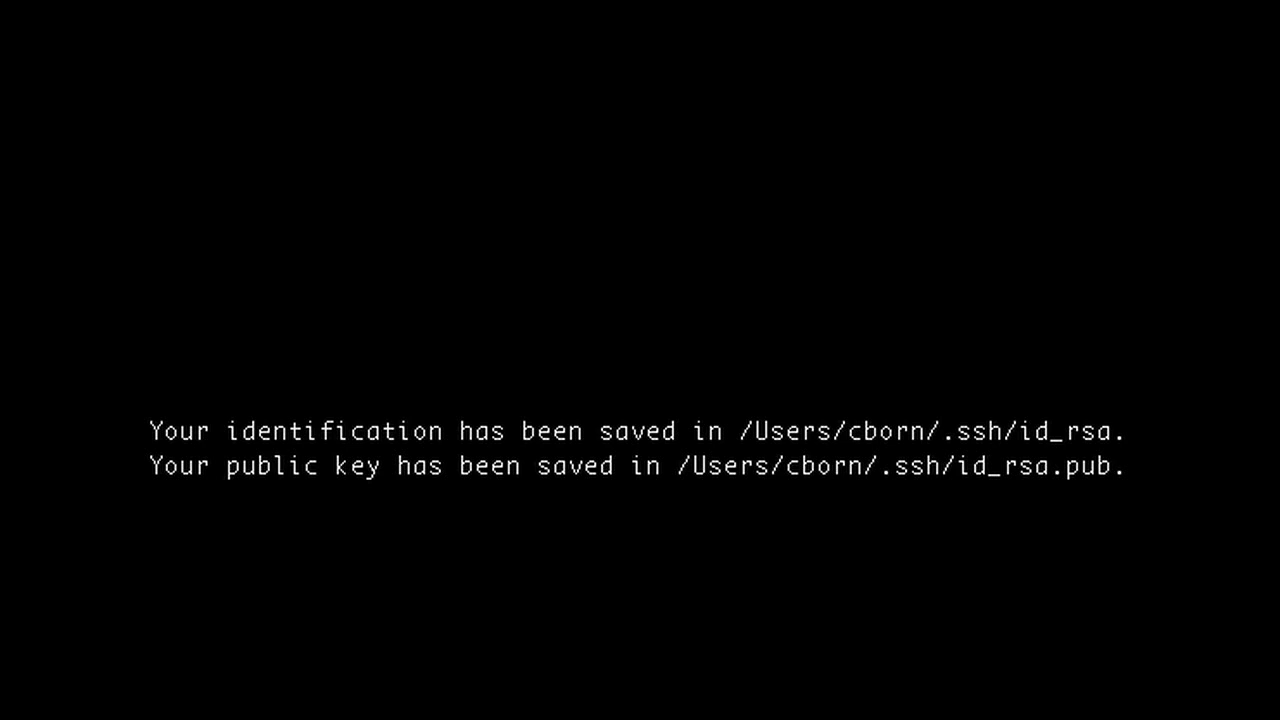 Your identification has been saved in /Users/cborn/.ssh/id_rsa.
Your public key has been saved in /Users/cborn/.ssh/id_rsa.pub.